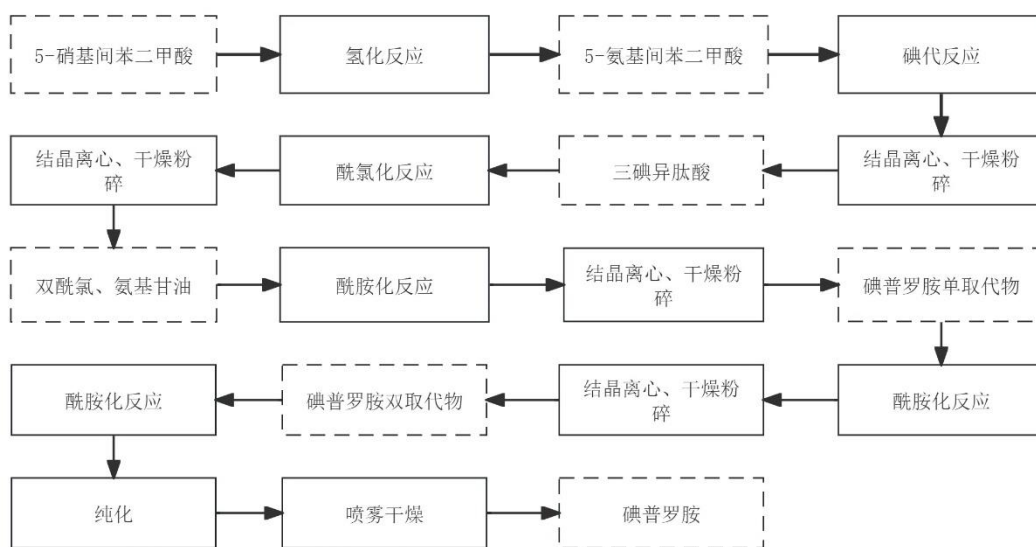 5-硝基间苯二甲酸
氢化反应
5-氨基间苯二甲酸
碘代反应
结晶离心、干燥粉
碎
酰氯化反应
三碘异肽酸
结晶离心、干燥粉
碎
双酰氯、氨基甘油
酰胺化反应
结晶离心、干燥粉
碎
碘普罗胺单取代物
酰胺化反应
碘普罗胺双取代物
结晶离心、干燥粉
碎
酰胺化反应
纯化
喷雾干燥
碘普罗胺